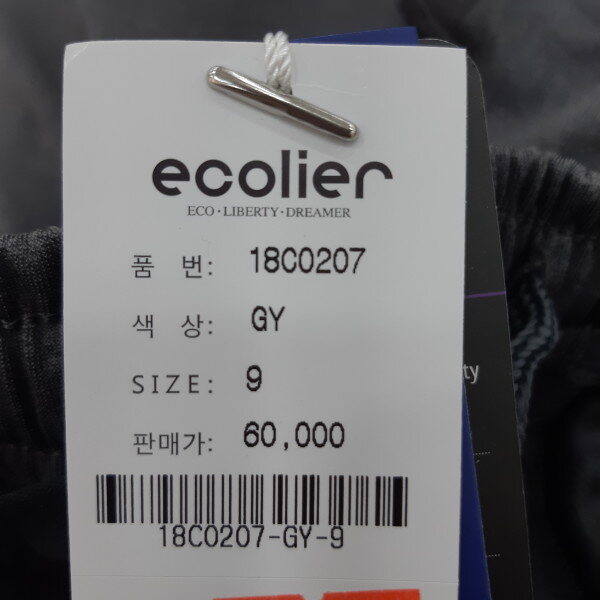 ecolier
ECO·LIBERTY·DREAMER
품 번: 18C0207
색 상: GY
SIZE: 9
판매가: 60,000
18C0207-GY-9
ty